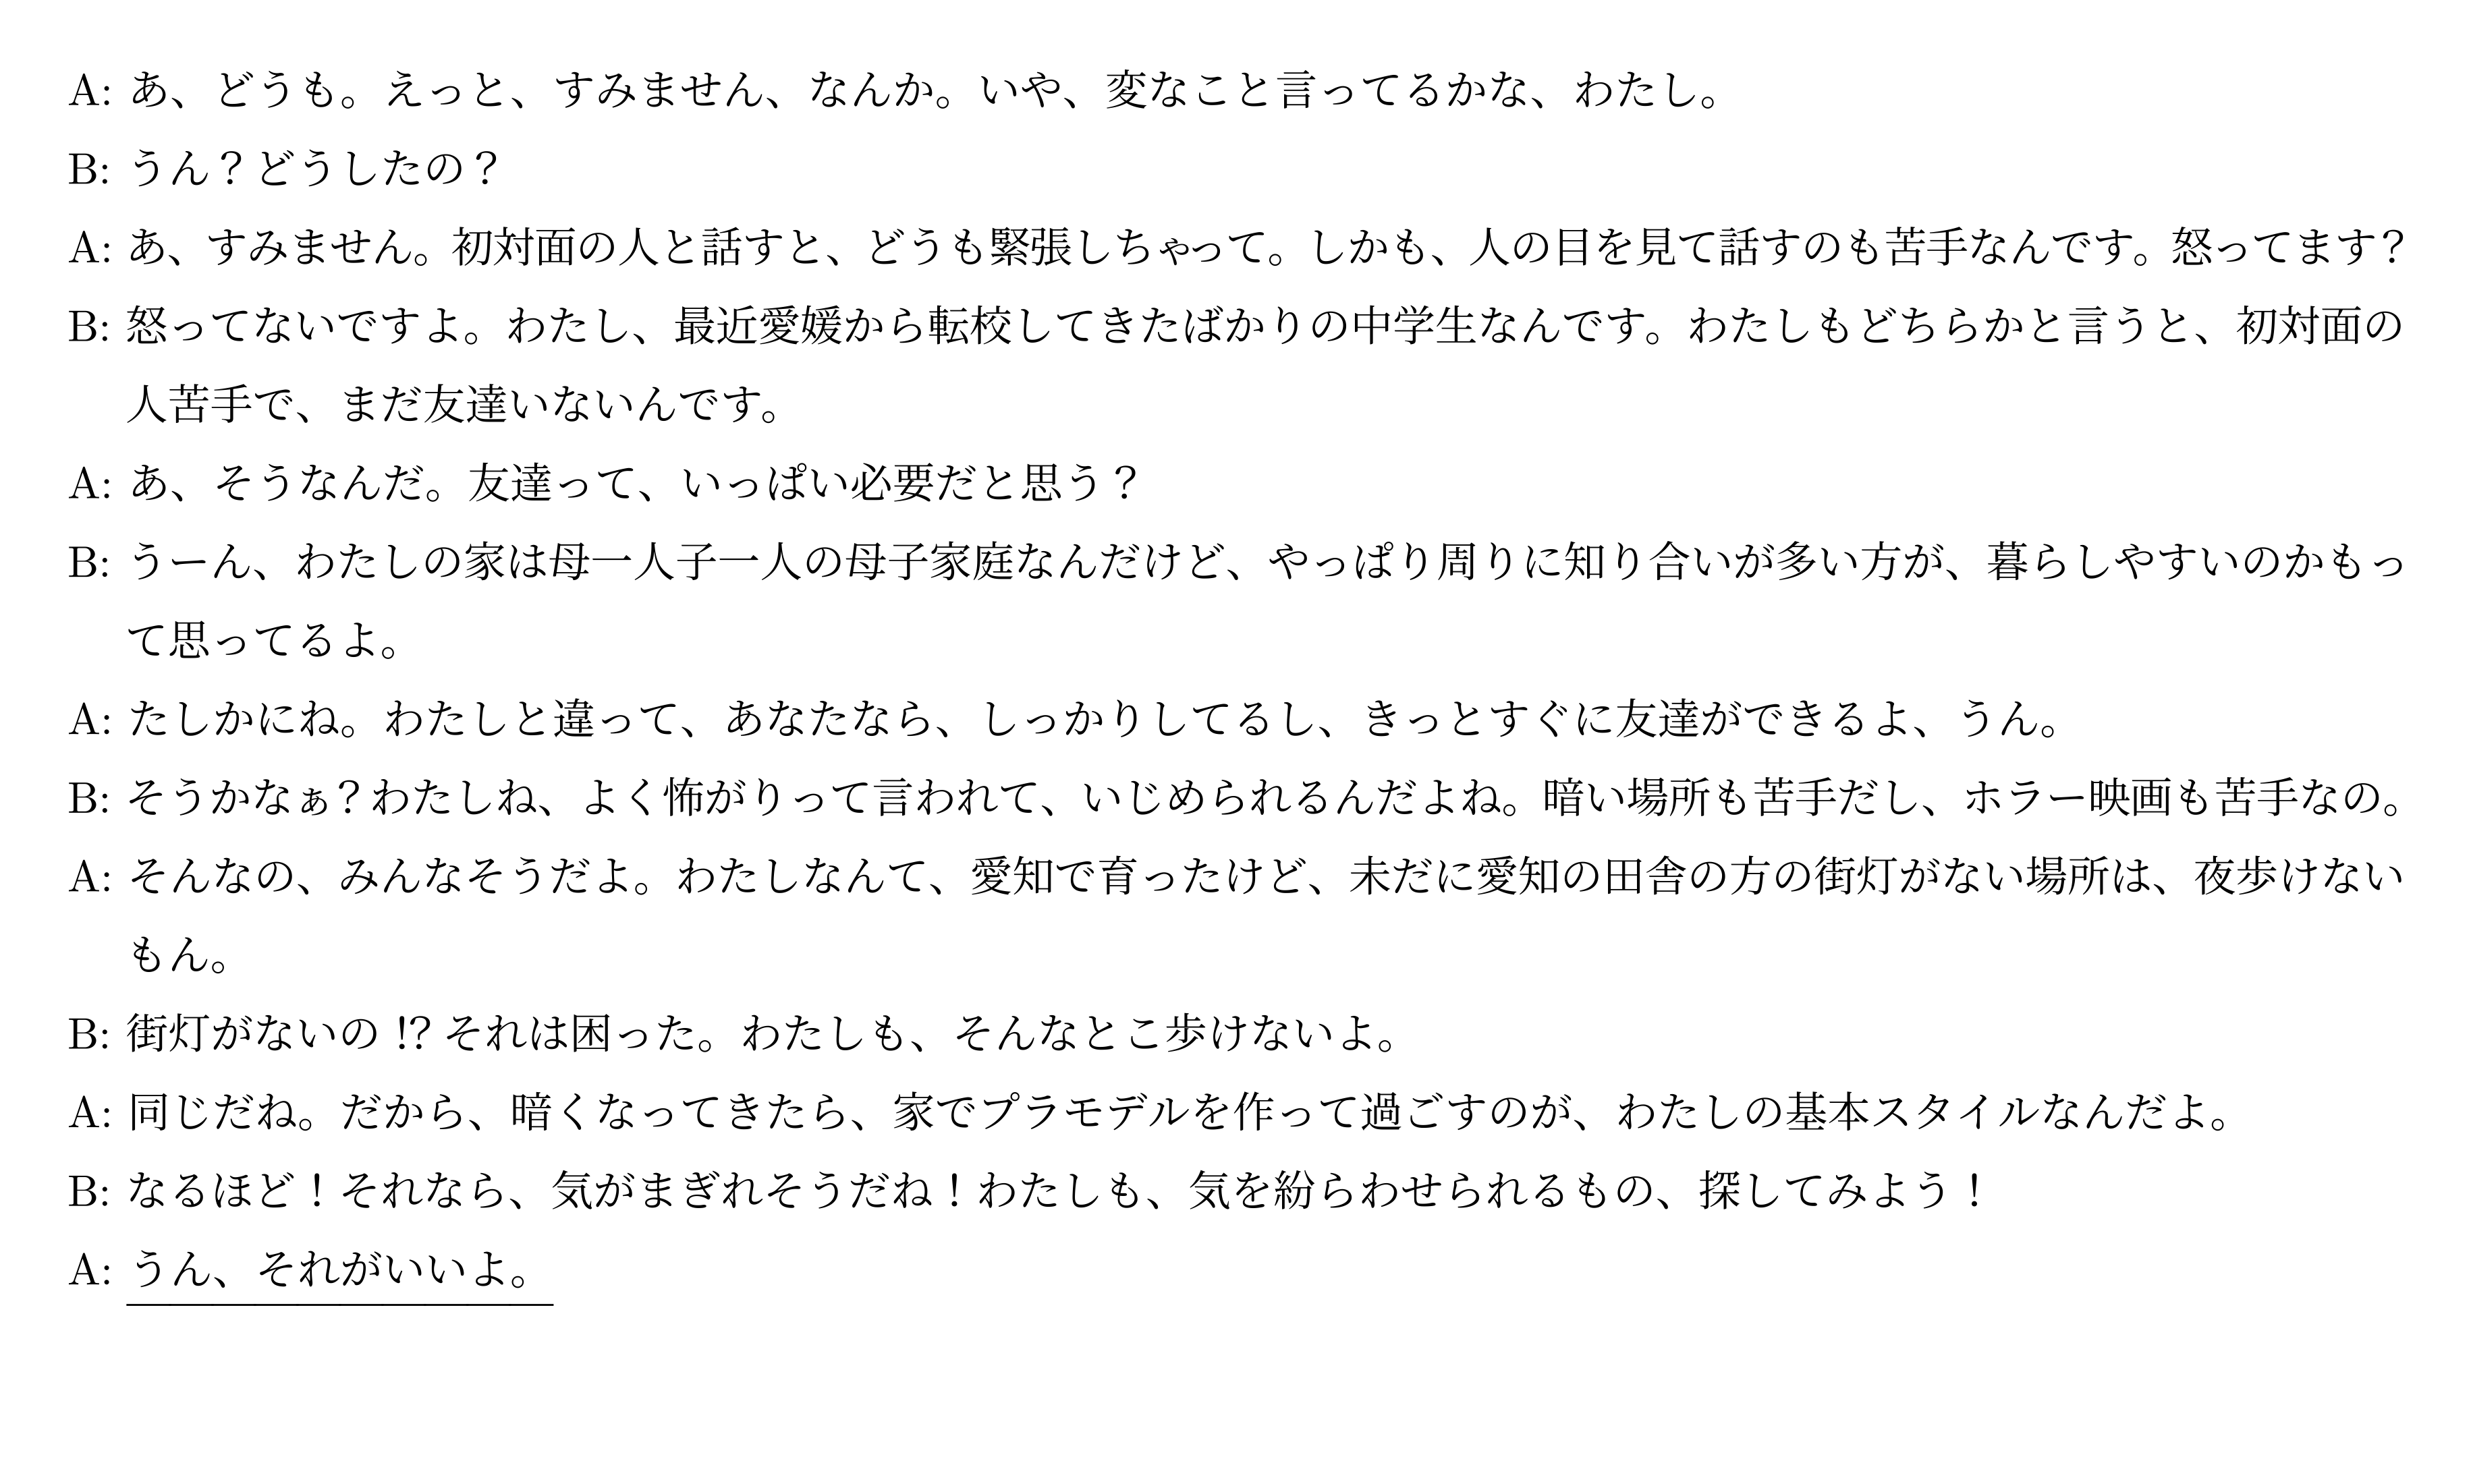 A: あ、どうも。えっと、すみません、なんか。いや、変なこと言ってるかな、わたし。
B: うん？どうしたの？
A: あ、すみません。初対面の人と話すと、どうも緊張しちゃって。しかも、人の目を見て話すのも苦手なんです。怒ってます？
B: 怒ってないですよ。わたし、最近愛媛から転校してきたばかりの中学生なんです。わたしもどちらかと言うと、初対面の
人苦手で、まだ友達いないんです。
A: あ、そうなんだ。友達って、いっぱい必要だと思う？
B: うーん、わたしの家は母一人子一人の母子家庭なんだけど、やっぱり周りに知り合いが多い方が、暮らしやすいのかもっ
て思ってるよ。
A: たしかにね。わたしと違って、あなたなら、しっかりしてるし、きっとすぐに友達ができるよ、うん。
B: そうかなぁ？わたしね、よく怖がりって言われて、いじめられるんだよね。暗い場所も苦手だし、ホラー映画も苦手なの。
A: そんなの、みんなそうだよ。わたしなんて、愛知で育ったけど、未だに愛知の田舎の方の街灯がない場所は、夜歩けない
もん。
B: 街灯がないの⁉それは困った。わたしも、そんなとこ歩けないよ。
A: 同じだね。だから、暗くなってきたら、家でプラモデルを作って過ごすのが、わたしの基本スタイルなんだよ。
B: なるほど！それなら、気がまぎれそうだね！わたしも、気を紛らわせられるもの、探してみよう！
A: うん、それがいいよ。